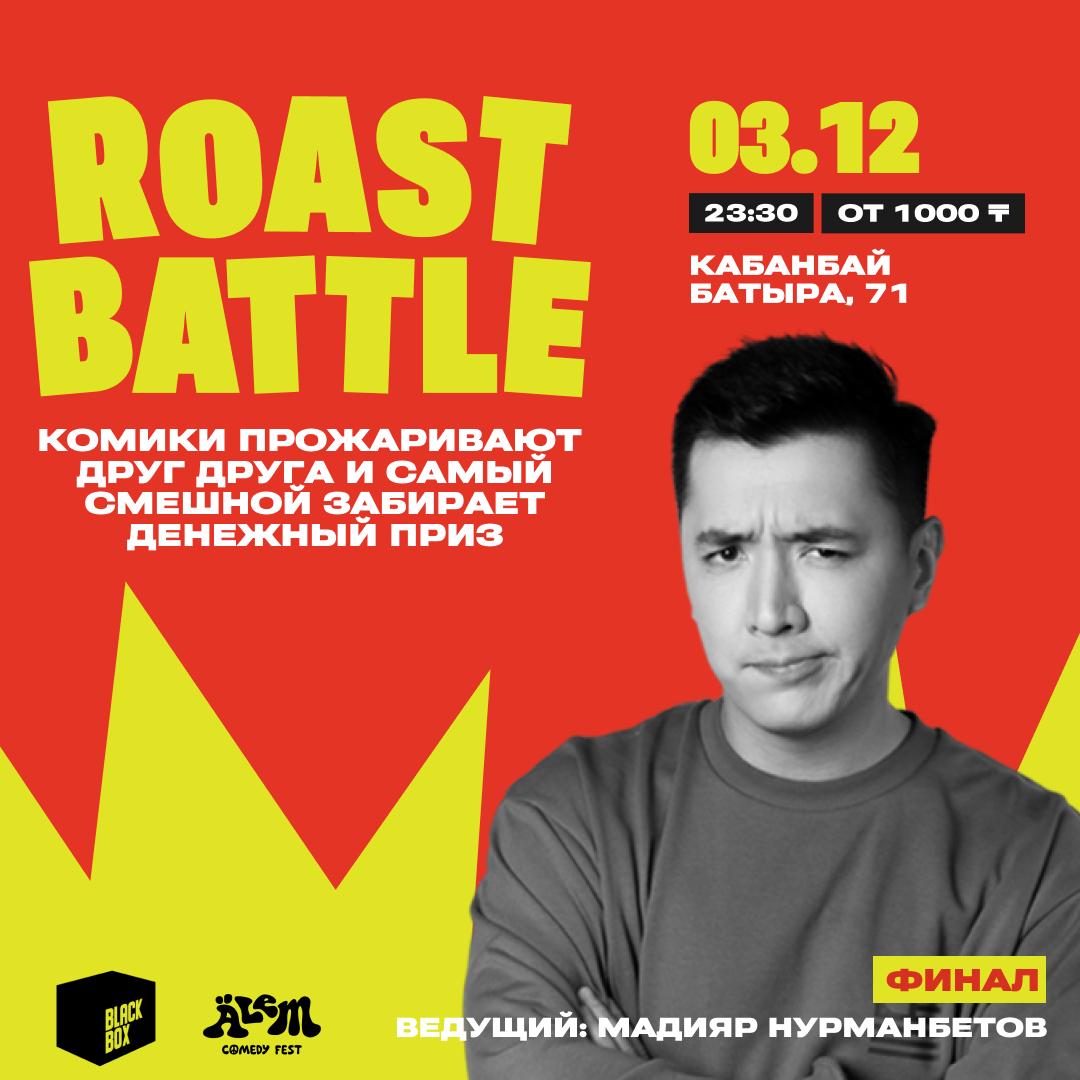 ROAST
BATTLE
КОМИКИ ПРОЖАРИВАЮТ
ДРУГ ДРУГА И САМЫЙ
СМЕШНОЙ ЗАБИРАЕТ
ДЕНЕЖНЫЙ ПРИЗ
03.12
23:30
ОТ 1000 ₸
КАБАНБАЙ
БАТЫРА, 71
ФИНАЛ
ВЕДУЩИЙ: МАДИЯР НУРМАНБЕТОВ
BLACK
BOX
ÄLEM
COMEDY FEST